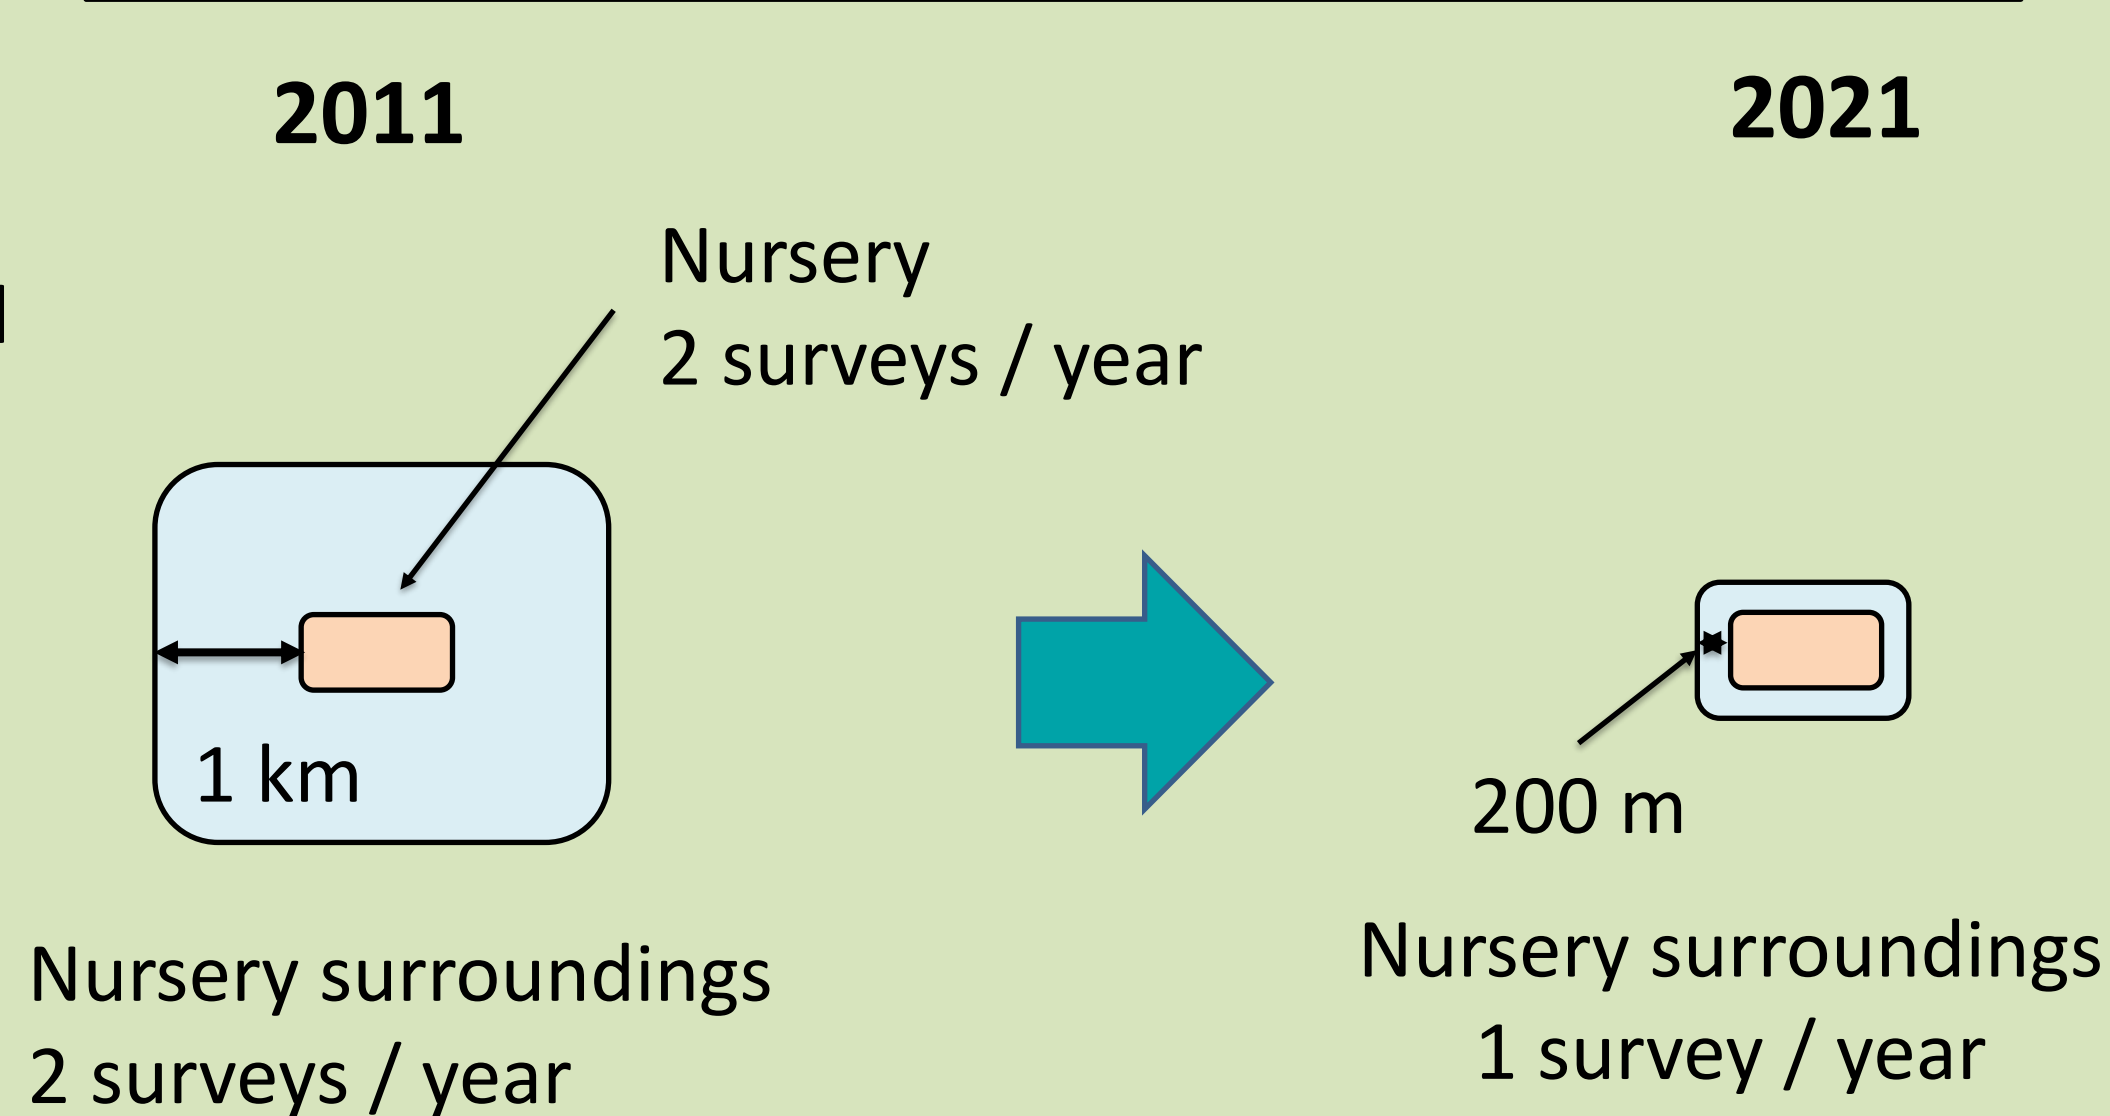 2011
2021
Nursery
2 surveys / year
1 km
200 m
Nursery surroundings
2 surveys / year
Nursery surroundings
1 survey / year